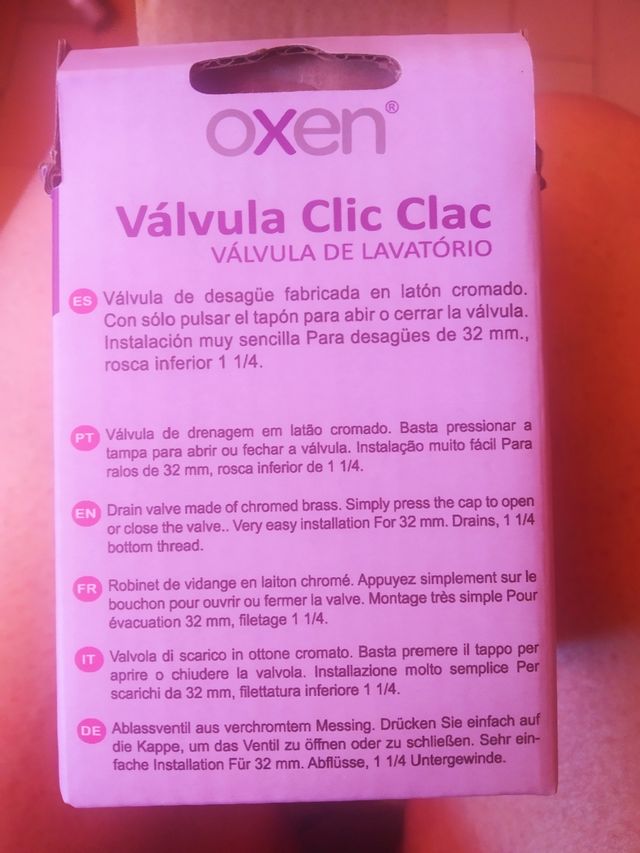 oxen®
Válvula Clic Clac
VÁLVULA DE LAVATÓRIO
ES Válvula de desagüe fabricada en latón cromado.
Con sólo pulsar el tapón para abir o cerrar la válvula.
Instalación muy sencilla Para desagües de 32 mm.,
rosca inferior 1 1/4.
PT Válvula de drenagem em latão cromado. Basta pressionar a
tampa para abrir ou fechar a válvula. Instalação muito fácil Para
ralos de 32 mm, rosca inferior de 1 1/4.
EN Drain valve made of chromed brass. Simply press the cap to open
or close the valve.. Very easy installation For 32 mm. Drains, 1 1/4
bottom thread.
FR Robinet de vidange en laiton chromé. Appuyez simplement sur le
bouchon pour ouvrir ou fermer la valve. Montage très simple Pour
évacuation 32 mm, filetage 1 1/4.
IT Valvola di scarico in ottone cromato. Basta premere il tappo per
aprire o chiudere la valvola. Installazione molto semplice Per
scarichi da 32 mm, filettatura inferiore 1 1/4.
DE Ablassventil aus verchromtem Messing. Drücken Sie einfach auf
die Kappe, um das Ventil zu öffnen oder zu schließen. Sehr ein-
fache Installation Für 32 mm. Abflüsse, 1 1/4 Untergewinde.